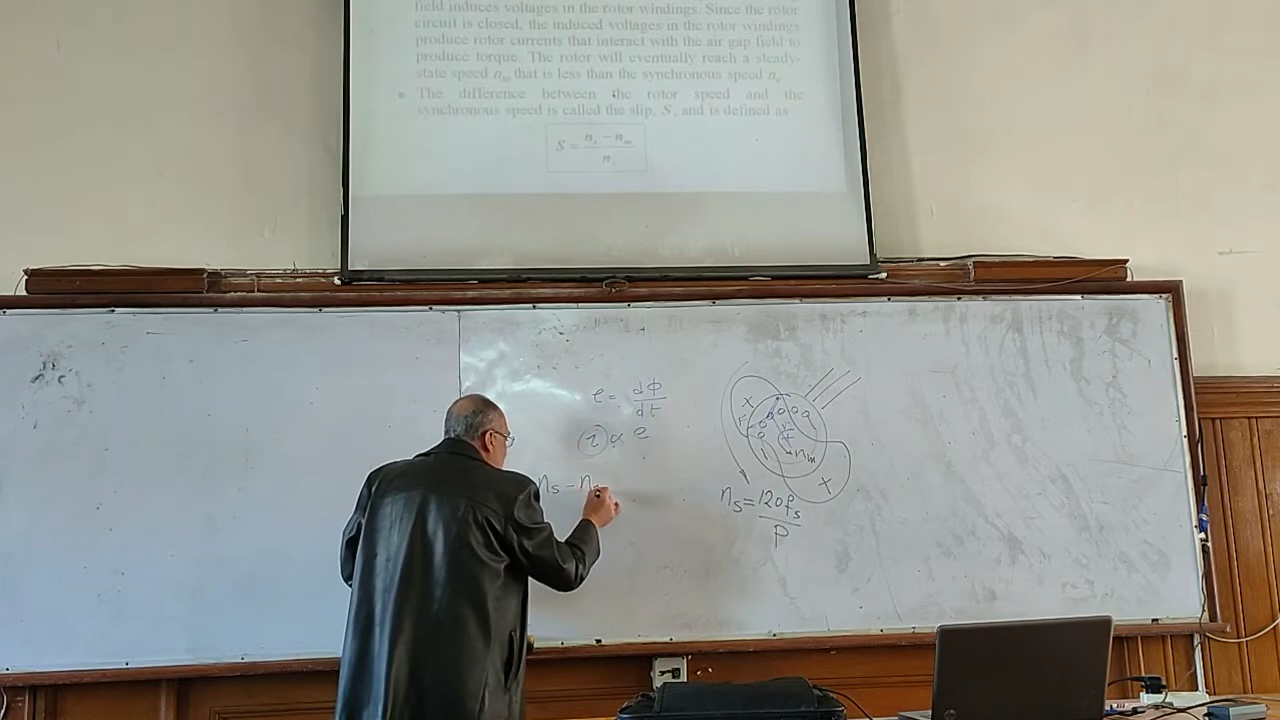 field induces voltages in the rotor windings. Since the rotor
circuit is closed, the induced voltages in the rotor windings
produce rotor currents that interact with the air gap field to
produce torque. The rotor will eventually reach a steady-
state speed nm that is less than the synchronous speed ns.
• The difference between the rotor speed and the
synchronous speed is called the slip, S, and is defined as
S = ns − nm / ns
e = dϕ / dt
i ∝ e
ns − n
x
nm
x
ns = 120fs / P